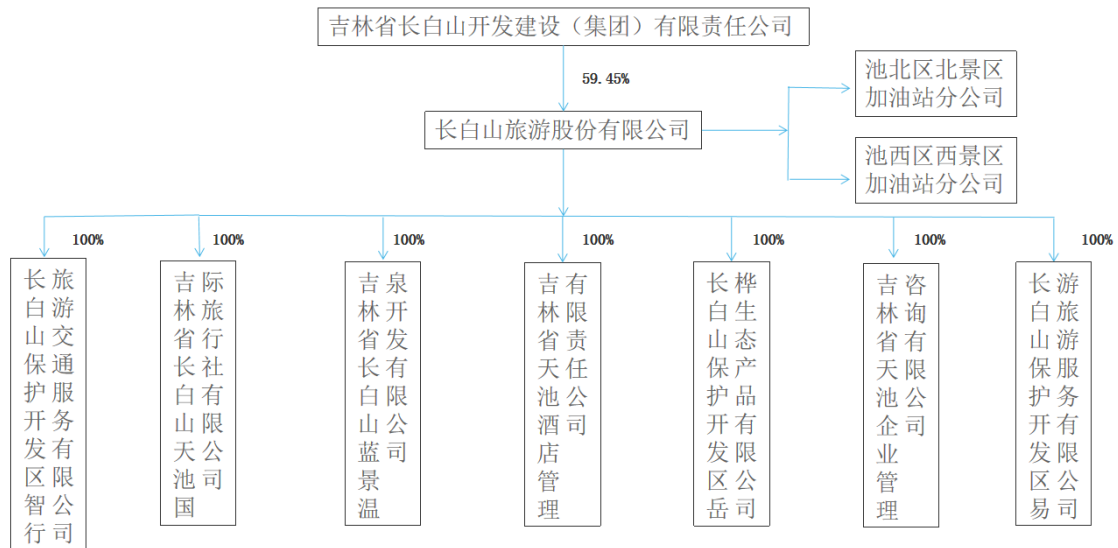 吉林省长白山开发建设（集团）有限责任公司
59.45%
池北区北景区
加油站分公司
长白山旅游股份有限公司
池西区西景区
加油站分公司
100%
100%
100%
100%
100%
100%
100%
长白山保护开发区智行
旅游交通服务有限公司
吉林省长白山天池国
际旅行社有限公司
吉林省长白山蓝景温
泉开发有限公司
吉林省天池酒店管理
有限责任公司
长白山保护开发区岳
桦生态产品有限公司
吉林省天池企业管理
咨询有限公司
长白山保护开发区易
游旅游服务有限公司